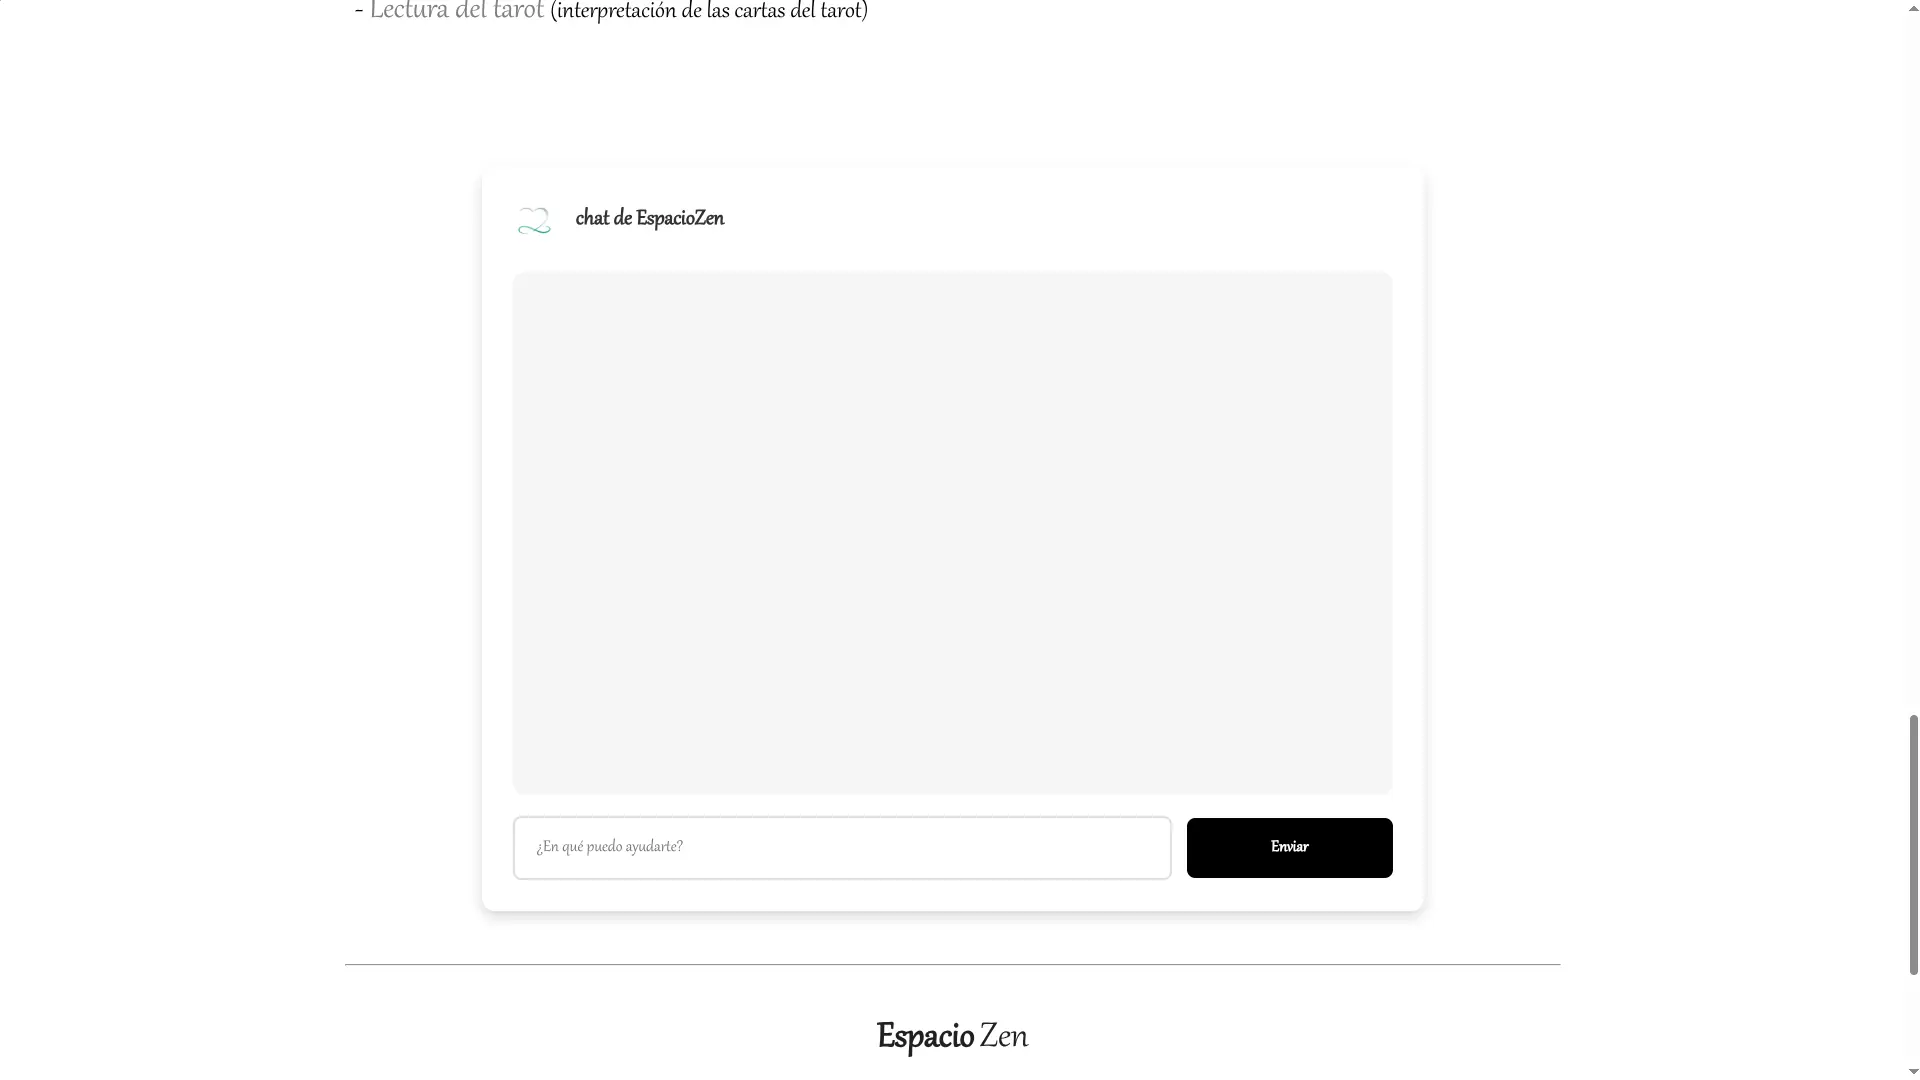 - Lectura del tarot (interpretación de las cartas del tarot)
chat de EspacioZen
¿En qué puedo ayudarte?
Enviar
Espacio Zen